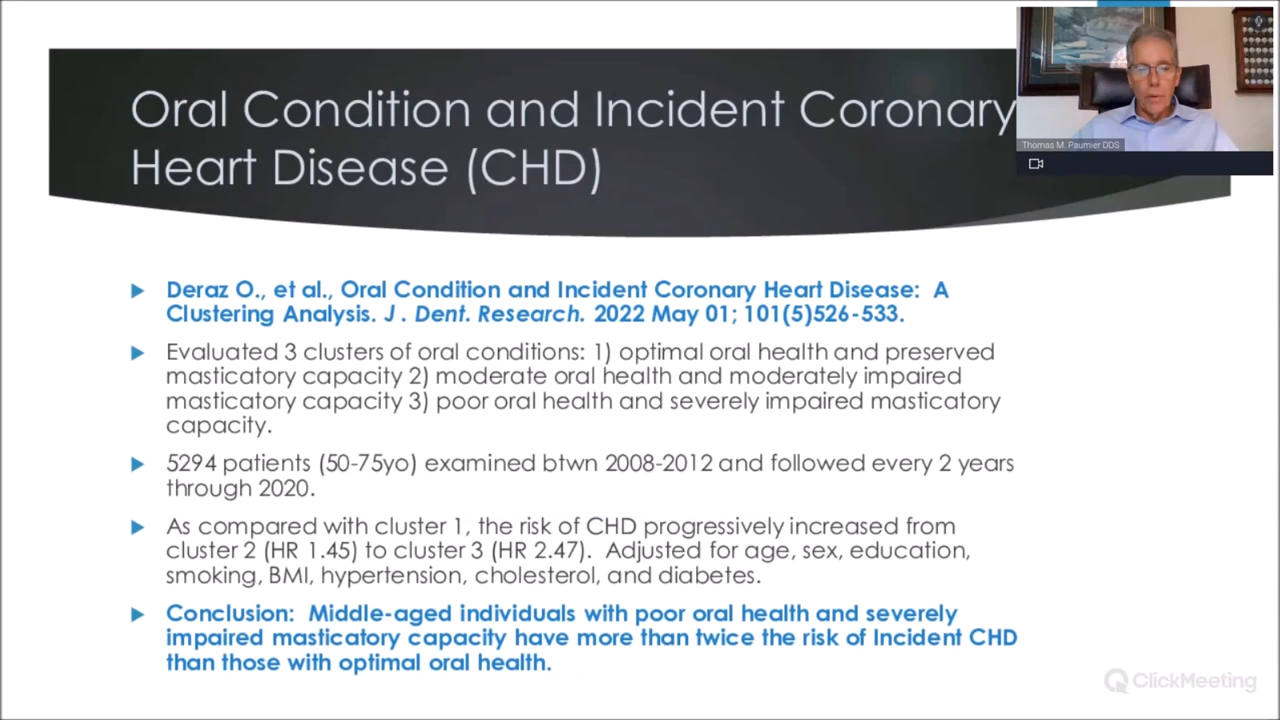 Oral Condition and Incident Coronary
Heart Disease (CHD)
Thomas M. Paumier DDS
Deraz O., et al., Oral Condition and Incident Coronary Heart Disease: A
Clustering Analysis. J . Dent. Research. 2022 May 01; 101(5)526-533.
Evaluated 3 clusters of oral conditions: 1) optimal oral health and preserved
masticatory capacity 2) moderate oral health and moderately impaired
masticatory capacity 3) poor oral health and severely impaired masticatory
capacity.
5294 patients (50-75yo) examined btwn 2008-2012 and followed every 2 years
through 2020.
As compared with cluster 1, the risk of CHD progressively increased from
cluster 2 (HR 1.45) to cluster 3 (HR 2.47). Adjusted for age, sex, education,
smoking, BMI, hypertension, cholesterol, and diabetes.
Conclusion: Middle-aged individuals with poor oral health and severely
impaired masticatory capacity have more than twice the risk of Incident CHD
than those with optimal oral health.
ClickMeeting